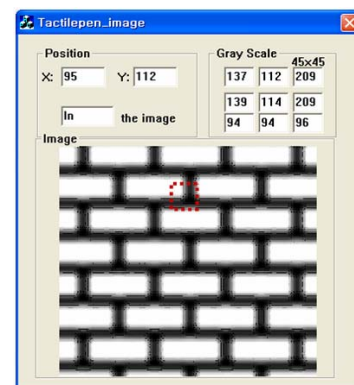 Tactilepen_image
Position
X: 95 Y: 112
In the image
Gray Scale
45x45
137 112 209
139 114 209
94 94 96
Image